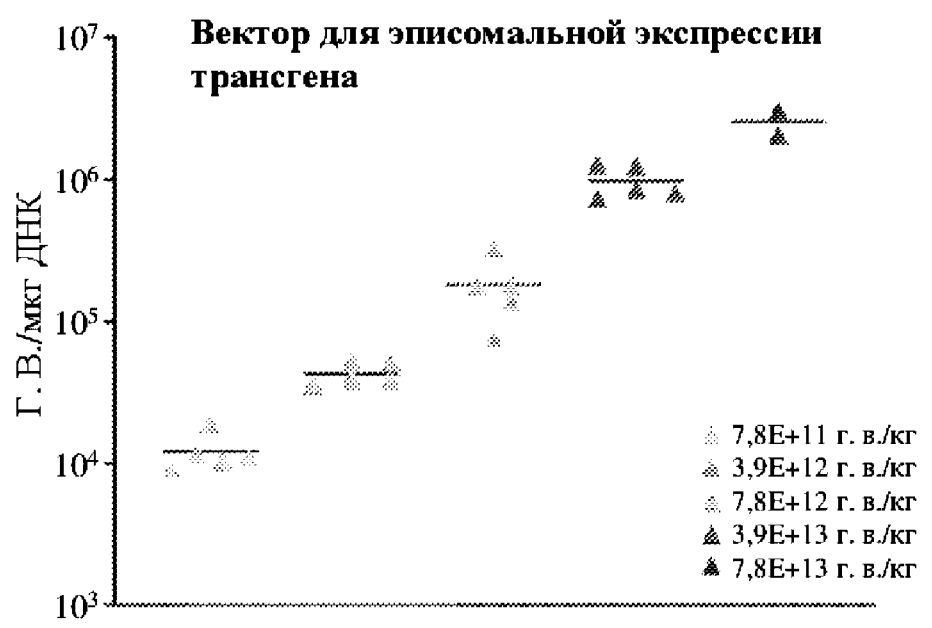 Вектор для эписомальной экспрессии
трансгена
10⁷
10⁶
10⁵
10⁴
10³
Г. В./мкг ДНК
7,8E+11 г. в./кг
3,9E+12 г. в./кг
7,8E+12 г. в./кг
3,9E+13 г. в./кг
7,8E+13 г. в./кг